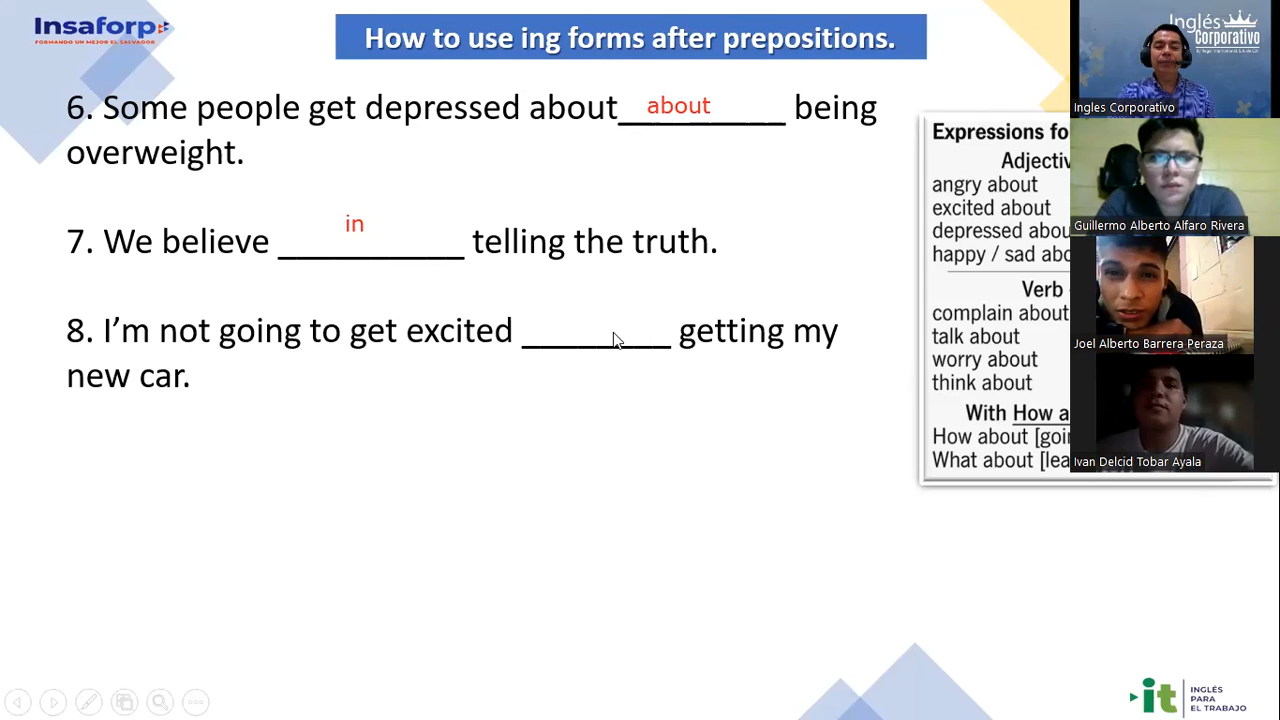 Insaforp
FORMANDO UN MEJOR EL SALVADOR
How to use ing forms after prepositions.
6. Some people get depressed about about being
overweight.
7. We believe in telling the truth.
8. I'm not going to get excited ________ getting my
new car.
Expressions fo
Adjectiv
angry about
excited about
depressed abou
happy / sad abo
Verb
complain about
talk about
worry about
think about
With How a
How about [goi
What about [lea
Inglés
Corporativo
Ingles Corporativo
Guillermo Alberto Alfaro Rivera
Joel Alberto Barrera Peraza
Ivan Delcid Tobar Ayala
it
INGLÉS
PARA
EL TRABAJO